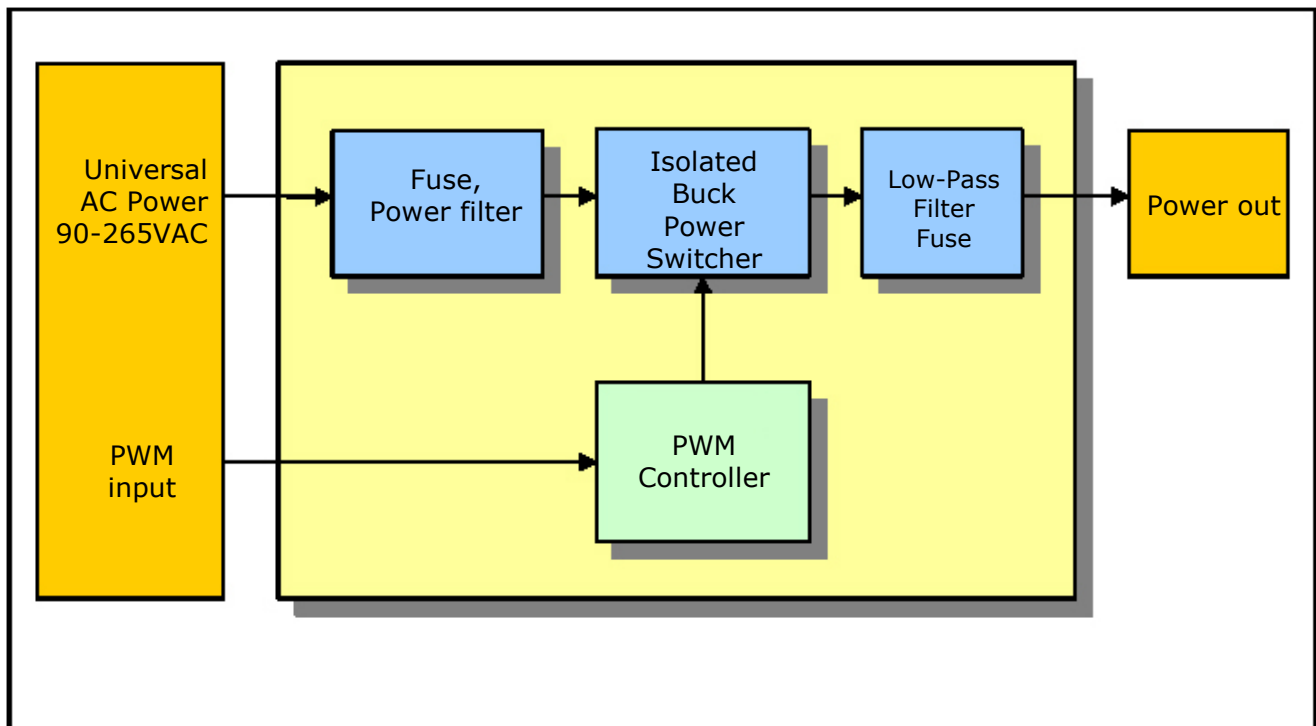 Universal
AC Power
90-265VAC
PWM
input
Fuse,
Power filter
Isolated
Buck
Power
Switcher
Low-Pass
Filter
Fuse
Power out
PWM
Controller